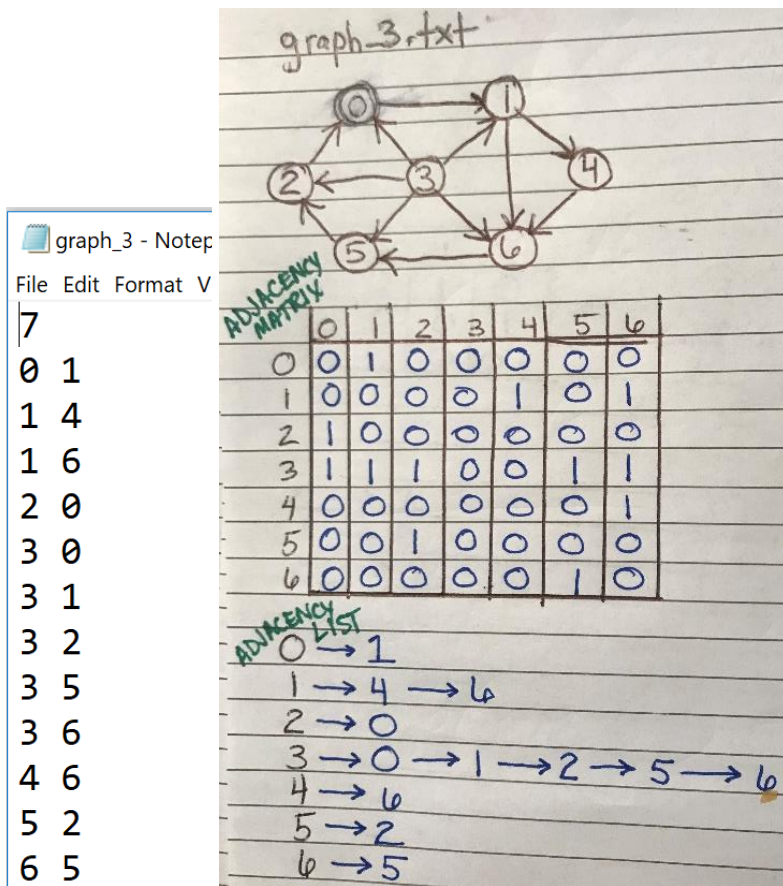 graph_3 - Notep
File Edit Format V
7
0 1
1 4
1 6
2 0
3 0
3 1
3 2
3 5
3 6
4 6
5 2
6 5
graph_3.txt
0 1
2 3 4
5 6
ADJACENCY
MATRIX
0 1 2 3 4 5 6
0 0 1 0 0 0 0 0
1 0 0 0 0 1 0 1
2 1 0 0 0 0 0 0
3 1 1 1 0 0 1 1
4 0 0 0 0 0 0 1
5 0 0 1 0 0 0 0
6 0 0 0 0 0 1 0
ADJACENCY
LIST
0 → 1
1 → 4 → 6
2 → 0
3 → 0 → 1 → 2 → 5 → 6
4 → 6
5 → 2
6 → 5